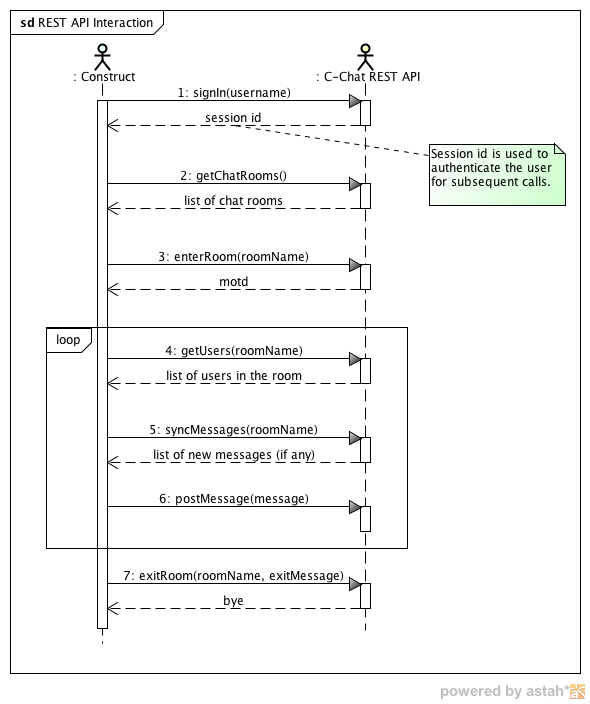 sd REST API Interaction
: Construct
: C-Chat REST API
1: signIn(username)
session id
Session id is used to
authenticate the user
for subsequent calls.
2: getChatRooms()
list of chat rooms
3: enterRoom(roomName)
motd
loop
4: getUsers(roomName)
list of users in the room
5: syncMessages(roomName)
list of new messages (if any)
6: postMessage(message)
7: exitRoom(roomName, exitMessage)
bye
powered by astah*